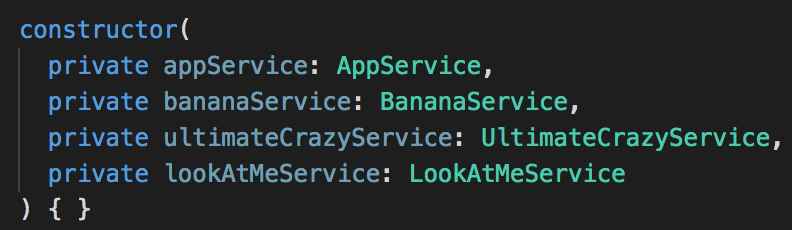 constructor(
  private appService: AppService,
  private bananaService: BananaService,
  private ultimateCrazyService: UltimateCrazyService,
  private lookAtMeService: LookAtMeService
) { }